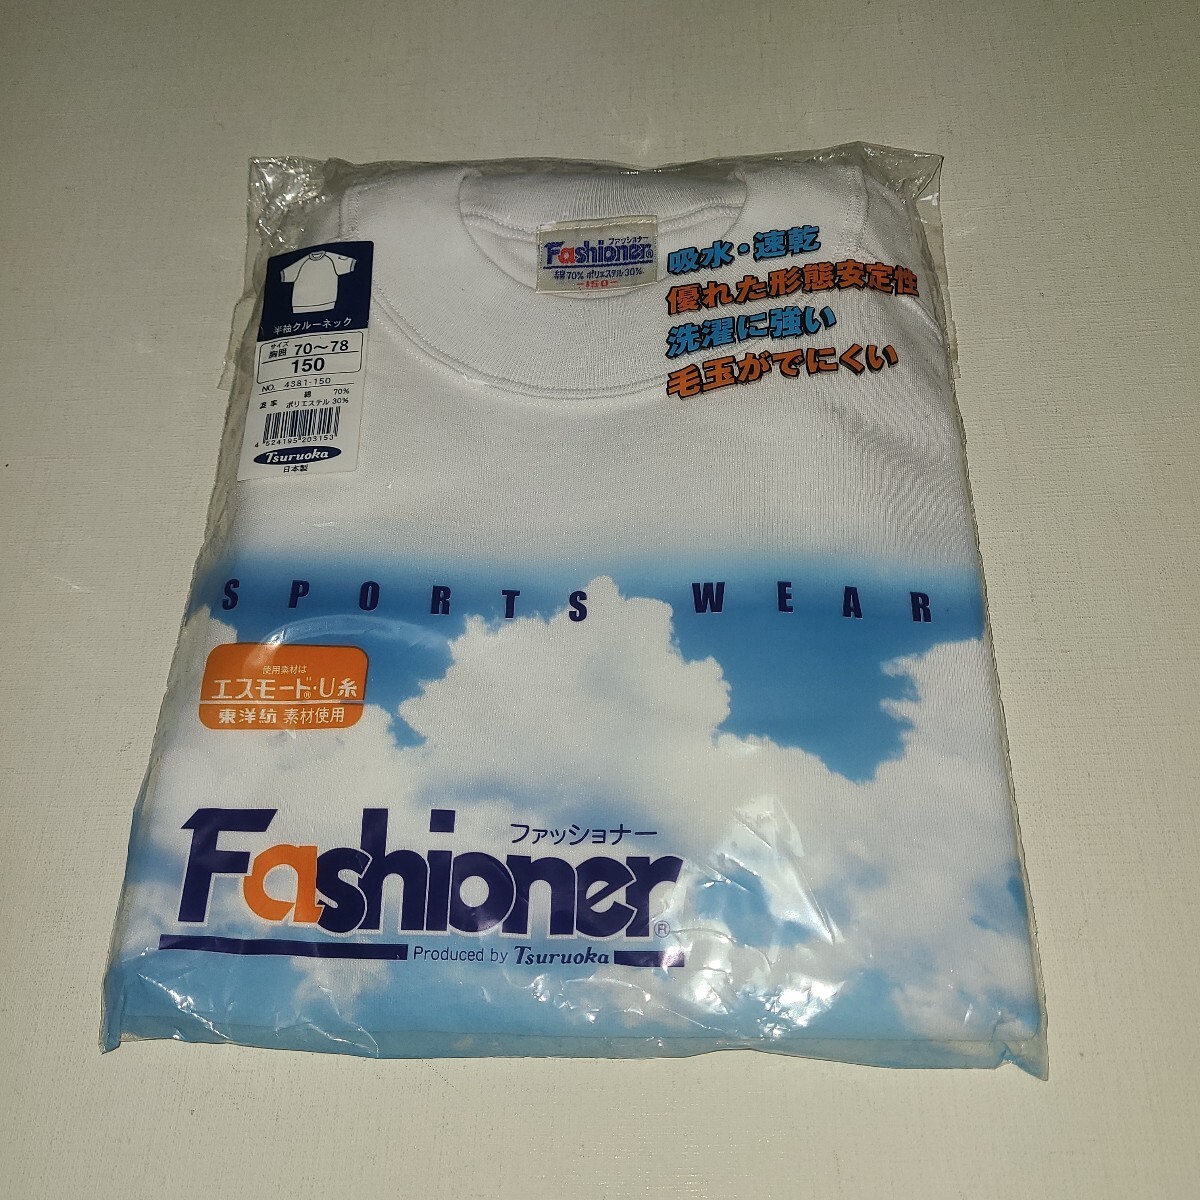 半袖クルーネック
サイズ
胸囲 70〜78
150
NO. 4381-150
綿 70%
混率 ポリエステル 30%
4 524195 203153
Tsuruoka
日本製
ファッショナー
Fashioner®
綿70% ポリエステル30%
-150-
吸水・速乾
優れた形態安定性
洗濯に強い
毛玉がでにくい
SPORTS WEAR
使用素材は
エスモード®・U糸
東洋紡 素材使用
ファッショナー
Fashioner®
Produced by Tsuruoka